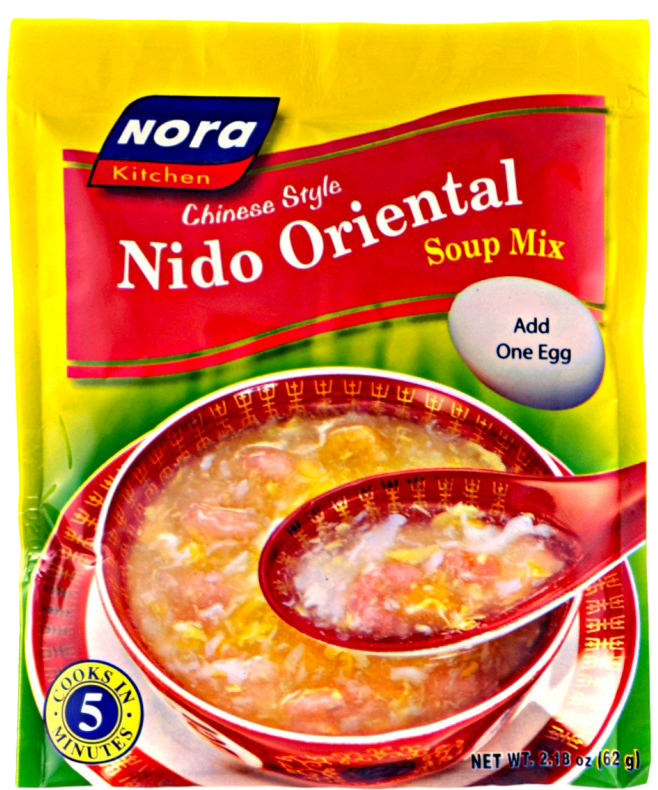 NORA
Kitchen
Chinese Style
Nido Oriental
Soup Mix
Add
One Egg
COOKS IN
5
MINUTES
NET WT. 2.18 oz (62 g)